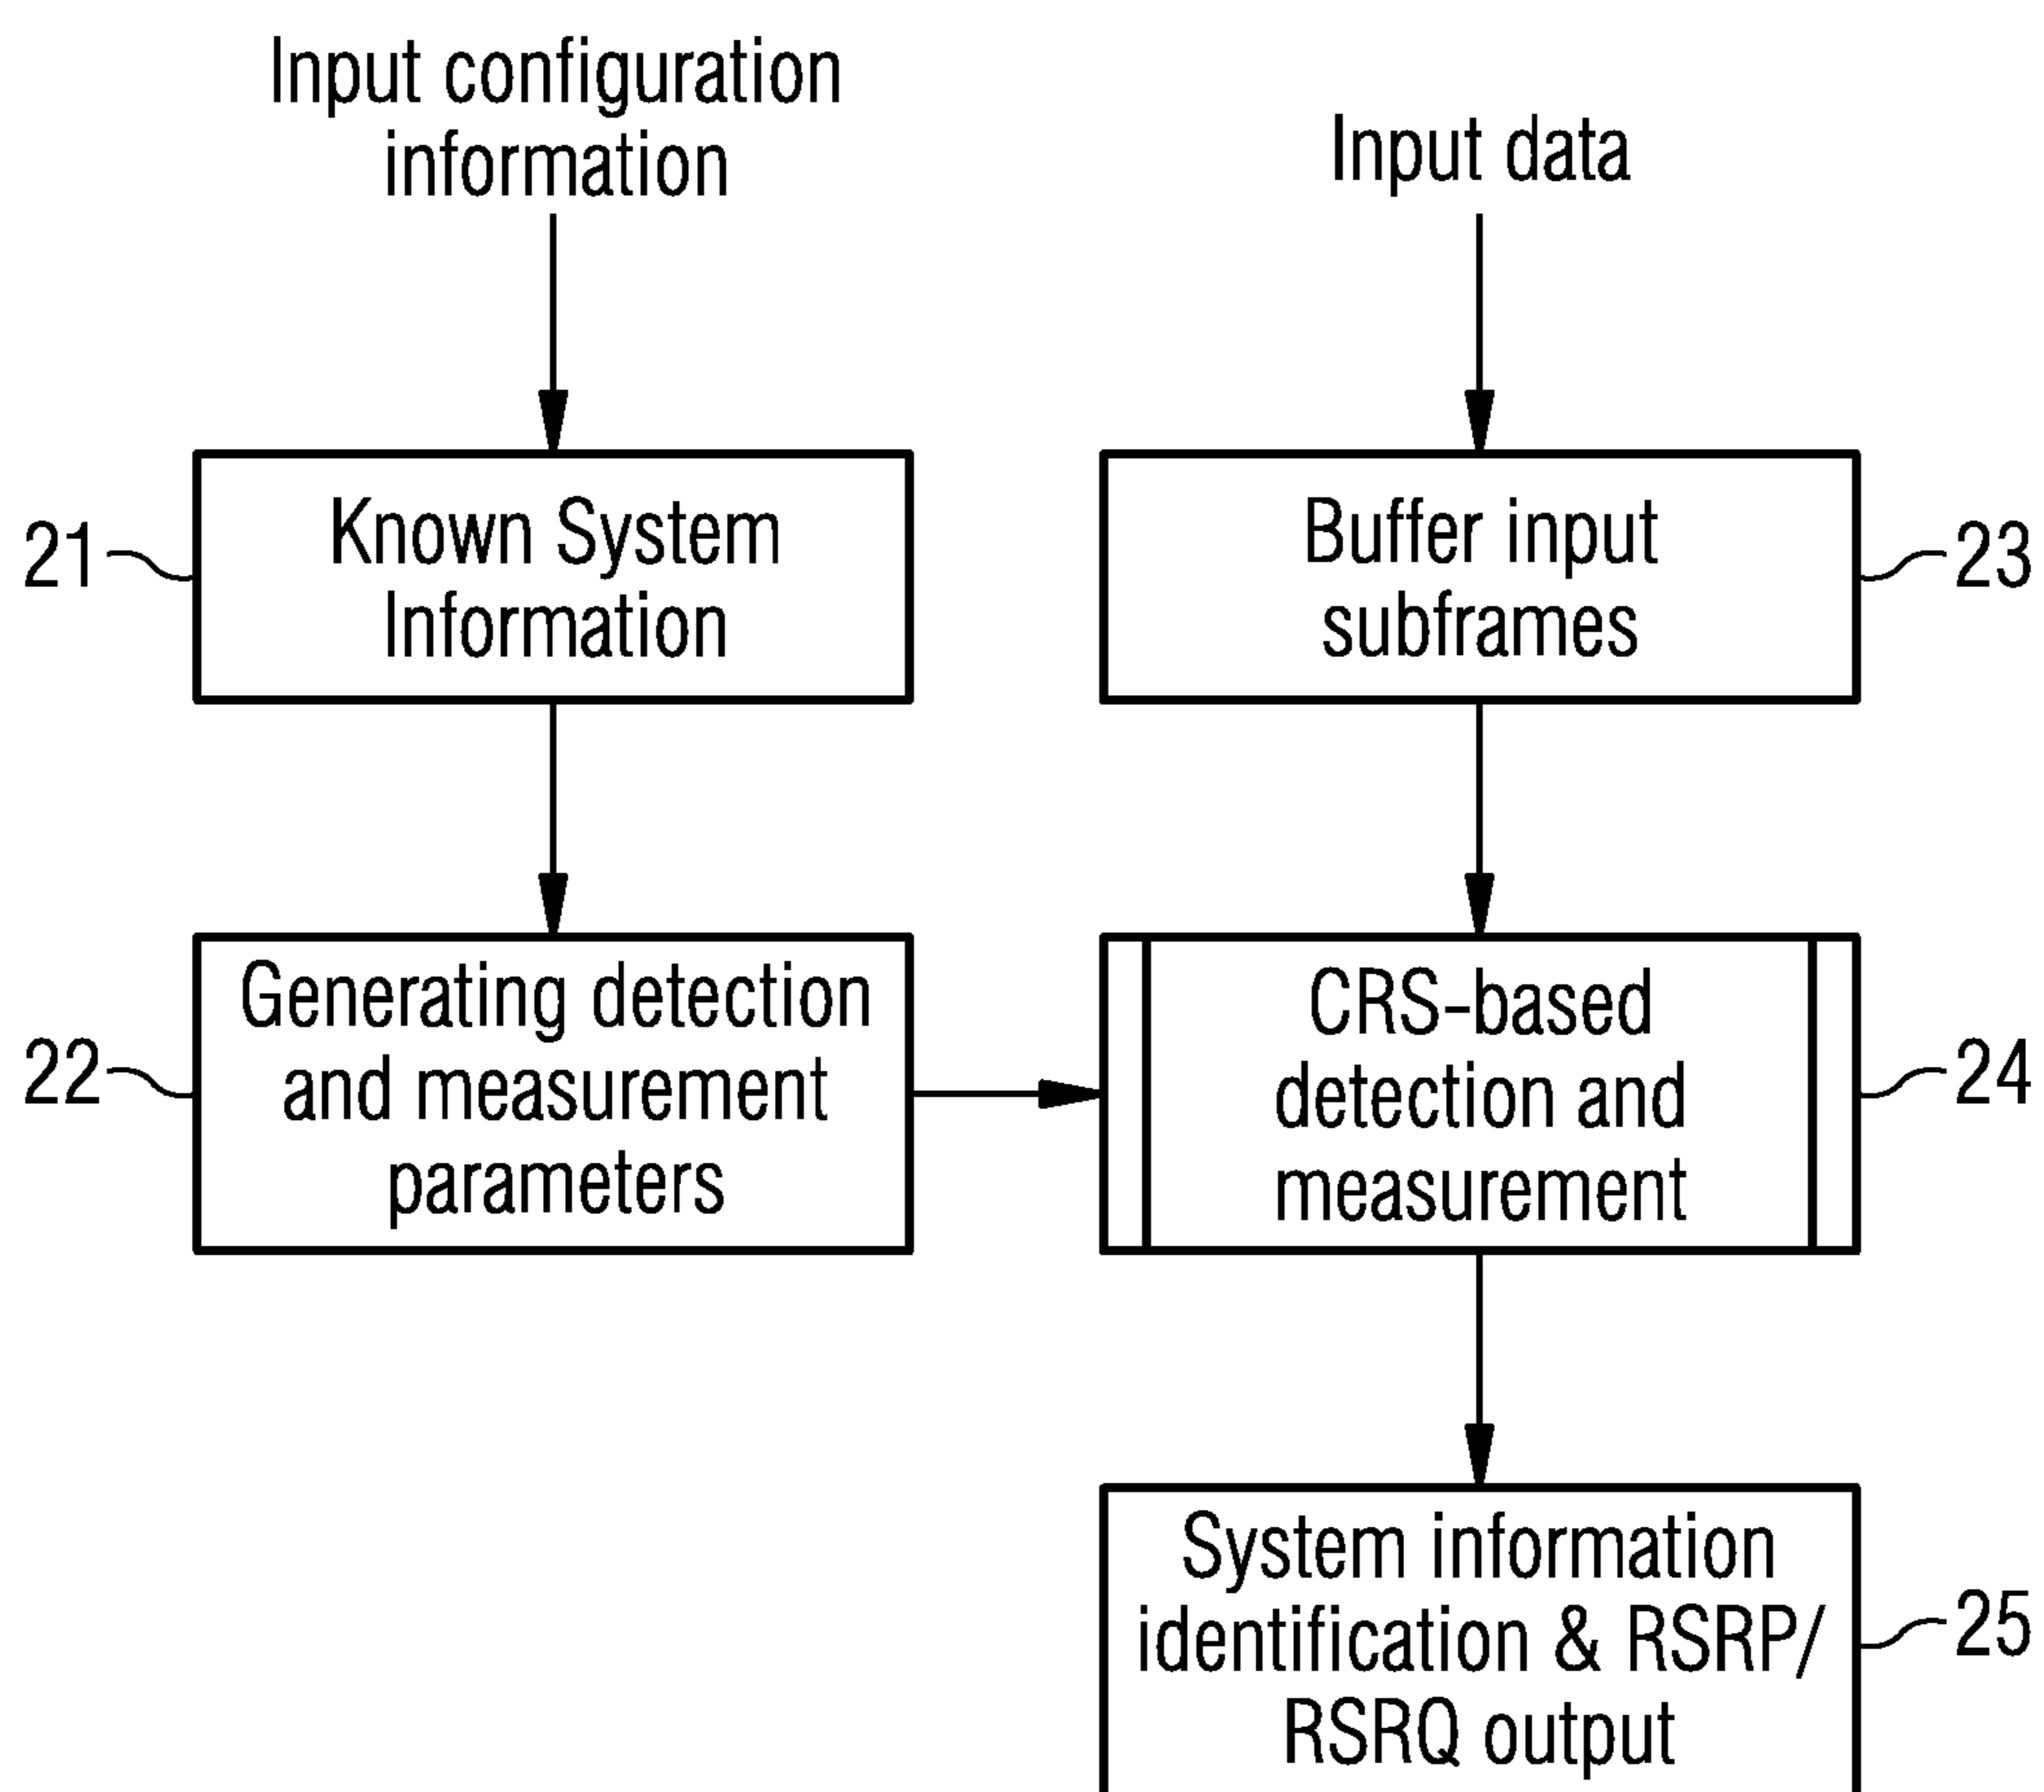 Input configuration
information
Input data
21
Known System
Information
Buffer input
subframes
23
22
Generating detection
and measurement
parameters
CRS-based
detection and
measurement
24
System information
identification & RSRP/
RSRQ output
25